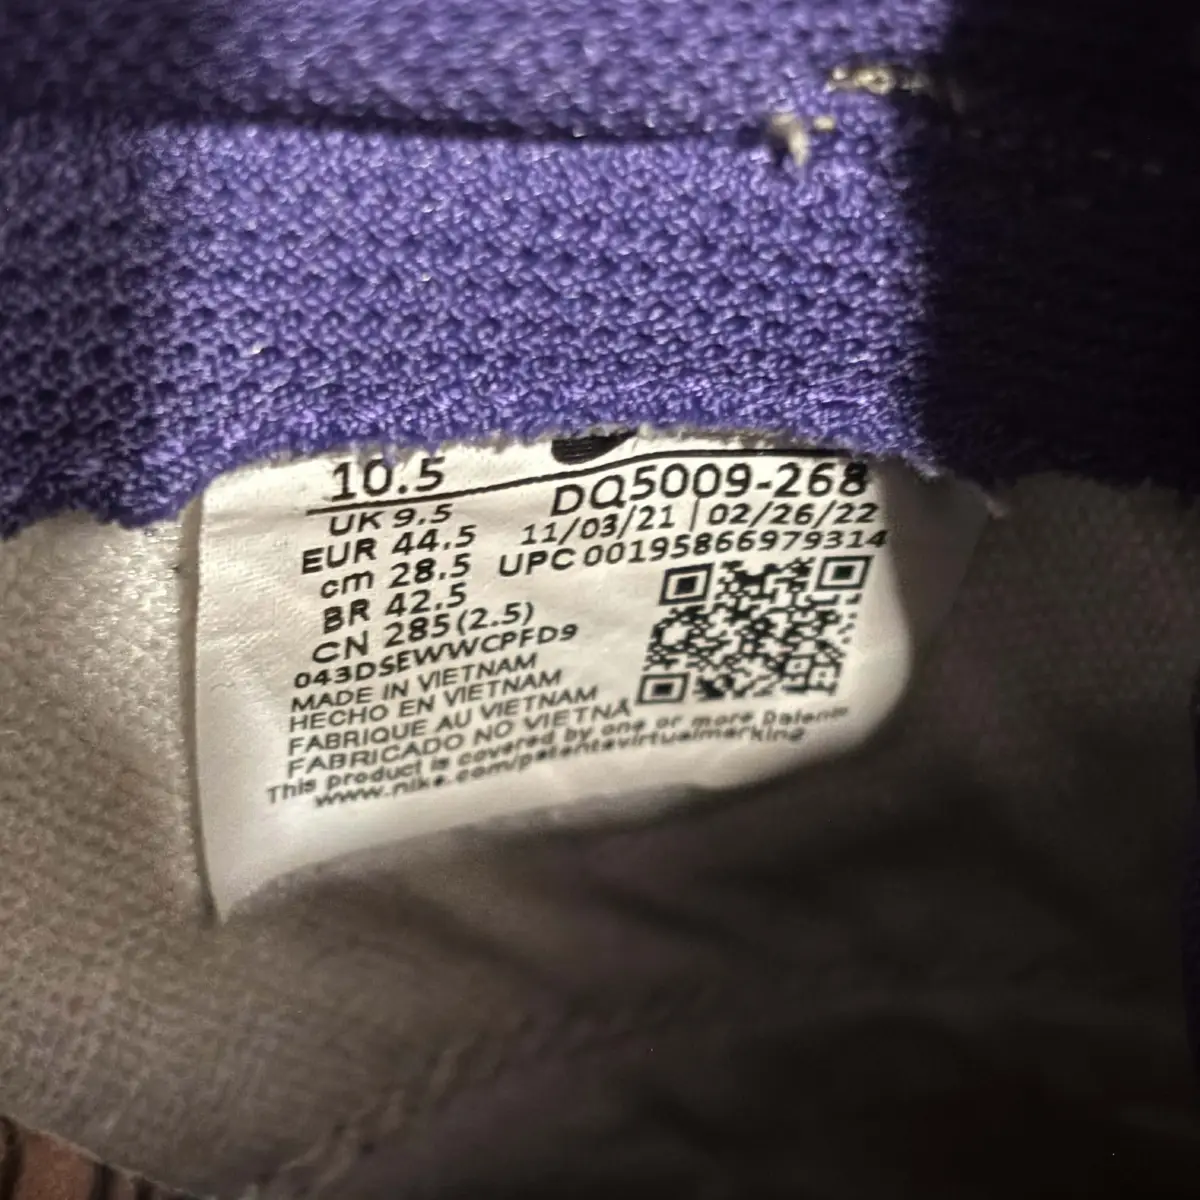 10.5
UK 9.5
EUR 44.5
cm 28.5
BR 42.5
CN 285(2.5)
DQ5009-268
11/03/21 | 02/26/22
UPC 00195866979314
043DSEWWCPFD9
MADE IN VIETNAM
HECHO EN VIETNAM
FABRIQUE AU VIETNAM
FABRICADO NO VIETNÃ
This product is covered by one or more patents
www.nike.com/patentsvirtualmarking